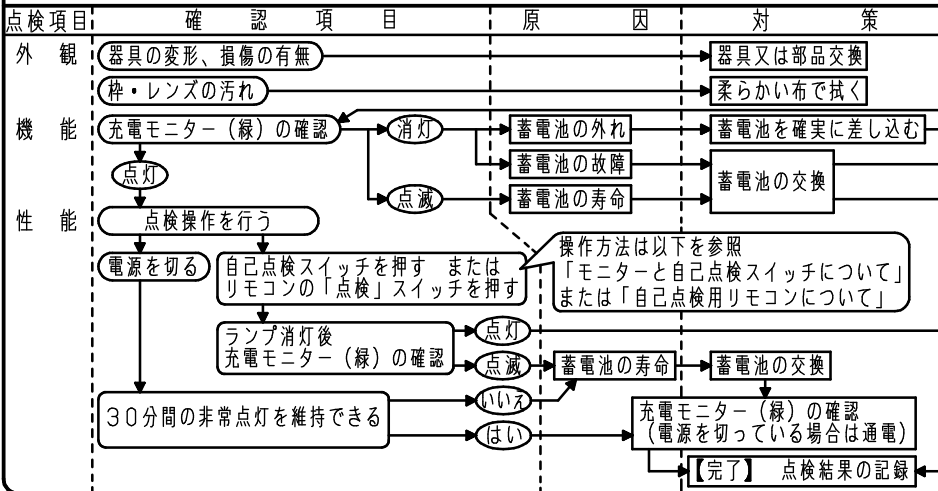 点検項目 確認項目 原因 対策
外観 器具の変形、損傷の有無 器具又は部品交換
枠・レンズの汚れ 柔らかい布で拭く
機能 充電モニター（緑）の確認 消灯 蓄電池の外れ 蓄電池を確実に差し込む
点灯 蓄電池の故障 蓄電池の交換
点滅 蓄電池の寿命
性能 点検操作を行う
操作方法は以下を参照
「モニターと自己点検スイッチについて」
または「自己点検用リモコンについて」
電源を切る 自己点検スイッチを押す または
リモコンの「点検」スイッチを押す
ランプ消灯後
充電モニター（緑）の確認
点灯
点滅 蓄電池の寿命 蓄電池の交換
30分間の非常点灯を維持できる いいえ
はい
充電モニター（緑）の確認
（電源を切っている場合は通電）
【完了】 点検結果の記録